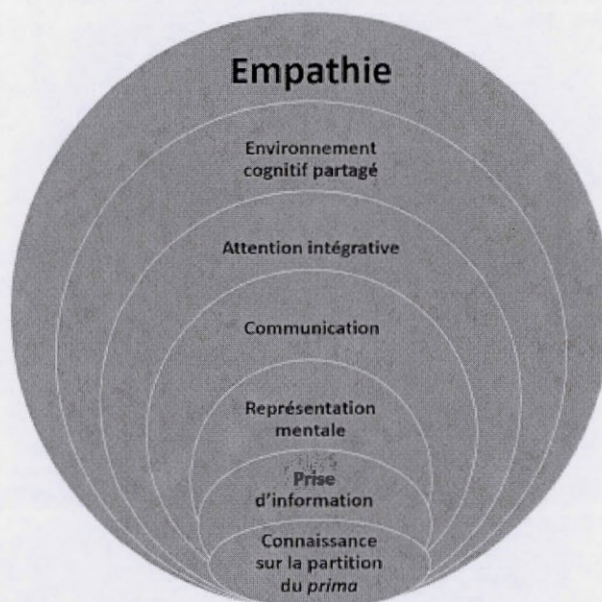 Empathie
Environnement
cognitif partagé
Attention intégrative
Communication
Représentation
mentale
Prise
d'information
Connaissance
sur la partition
du prima